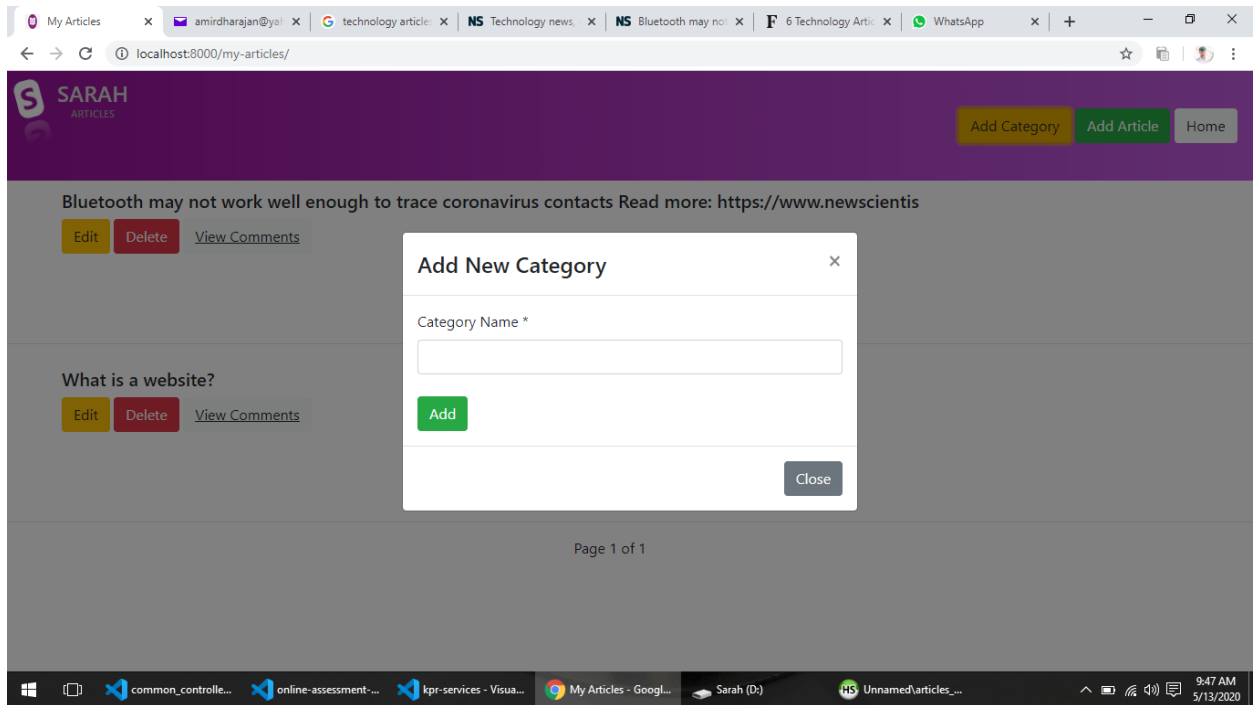 My Articles
amirdharajan@yah
technology articles
NS Technology news,
NS Bluetooth may not
F 6 Technology Artic
WhatsApp
localhost:8000/my-articles/
S SARAH
ARTICLES
Add Category
Add Article
Home
Bluetooth may not work well enough to trace coronavirus contacts Read more: https://www.newscientis
Edit
Delete
View Comments
Add New Category
×
Category Name *
Add
Close
What is a website?
Edit
Delete
View Comments
Page 1 of 1
common_controlle...
online-assessment-...
kpr-services - Visua...
My Articles - Googl...
Sarah (D:)
HS Unnamed\articles_...
9:47 AM
5/13/2020